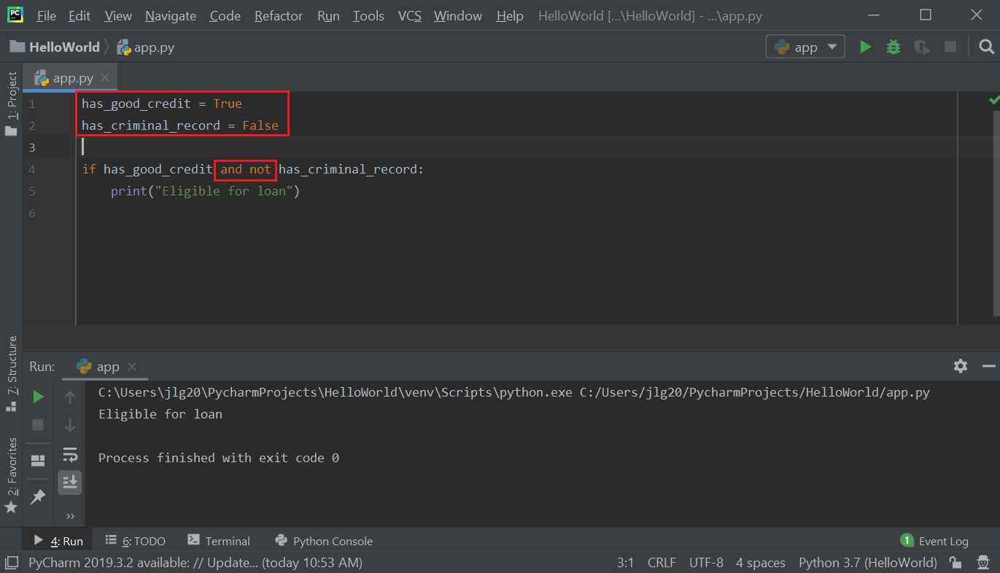 PC File Edit View Navigate Code Refactor Run Tools VCS Window Help HelloWorld [...\HelloWorld] - ...\app.py
HelloWorld app.py app
1: Project
app.py
1 has_good_credit = True
2 has_criminal_record = False
3
4 if has_good_credit and not has_criminal_record:
5     print("Eligible for loan")
6
7: Structure
2: Favorites
Run: app
C:\Users\jlg20\PycharmProjects\HelloWorld\venv\Scripts\python.exe C:/Users/jlg20/PycharmProjects/HelloWorld/app.py
Eligible for loan
Process finished with exit code 0
»
4: Run 6: TODO Terminal Python Console 1 Event Log
PyCharm 2019.3.2 available: // Update... (today 10:53 AM) 3:1 CRLF UTF-8 4 spaces Python 3.7 (HelloWorld)